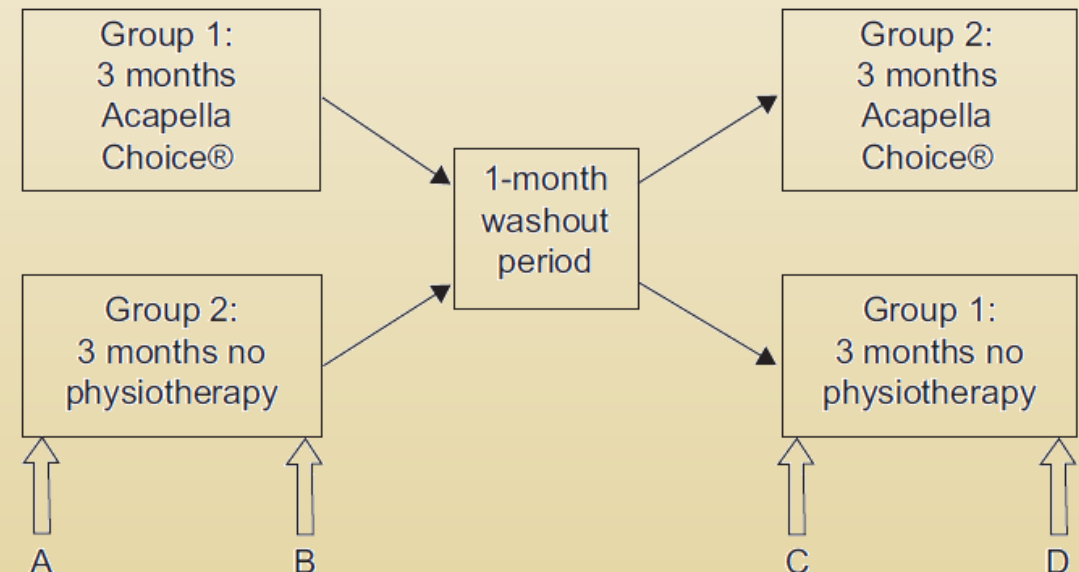 Group 1:
3 months
Acapella
Choice®
Group 2:
3 months no
physiotherapy
1-month
washout
period
Group 2:
3 months
Acapella
Choice®
Group 1:
3 months no
physiotherapy
A
B
C
D